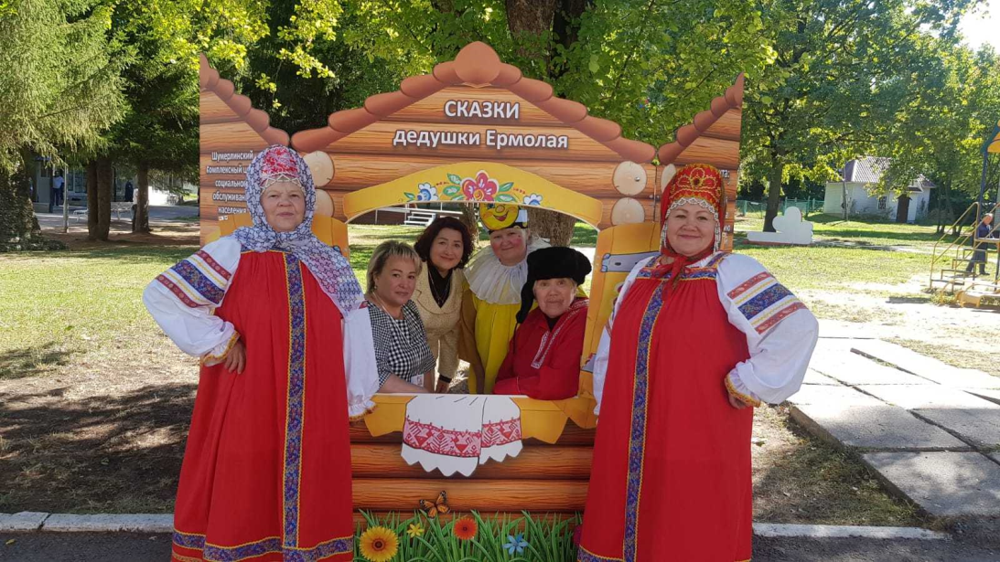 СКАЗКИ
дедушки Ермолая
Шумерлинский
комплексный
социального
обслуживания
населения